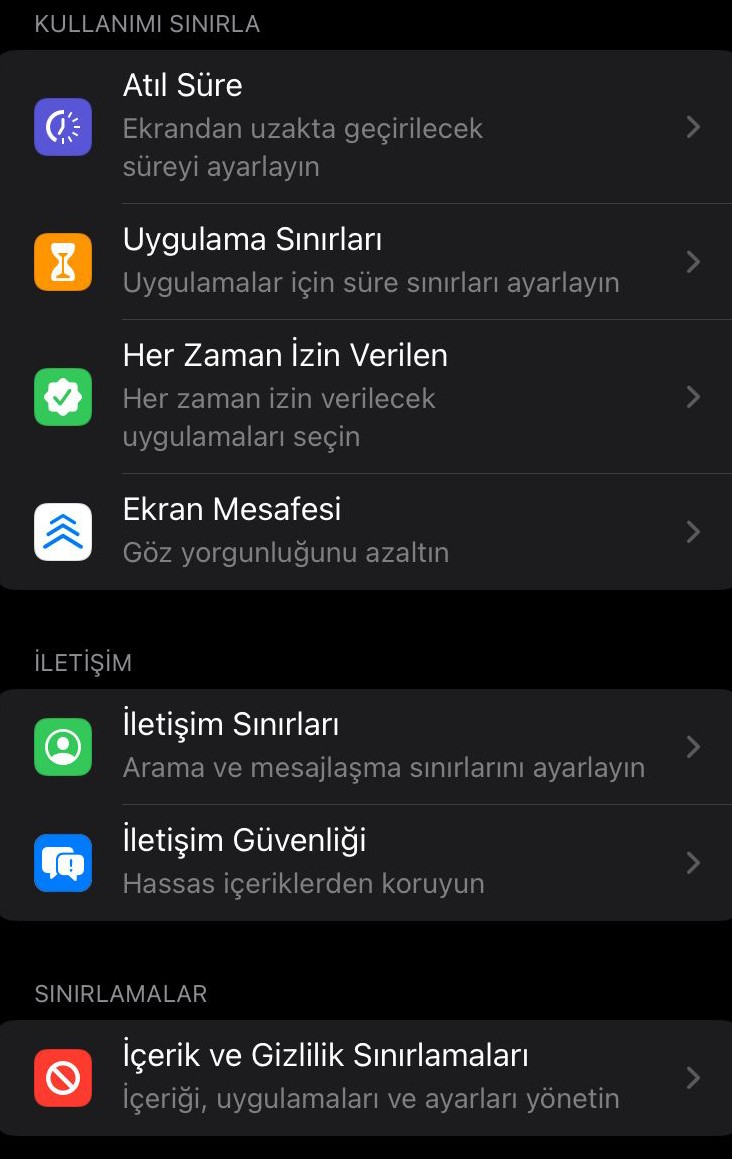 KULLANIMI SINIRLA
Atıl Süre
Ekrandan uzakta geçirilecek
süreyi ayarlayın
Uygulama Sınırları
Uygulamalar için süre sınırları ayarlayın
Her Zaman İzin Verilen
Her zaman izin verilecek
uygulamaları seçin
Ekran Mesafesi
Göz yorgunluğunu azaltın
İLETİŞİM
İletişim Sınırları
Arama ve mesajlaşma sınırlarını ayarlayın
İletişim Güvenliği
Hassas içeriklerden koruyun
SINIRLAMALAR
İçerik ve Gizlilik Sınırlamaları
İçeriği, uygulamaları ve ayarları yönetin